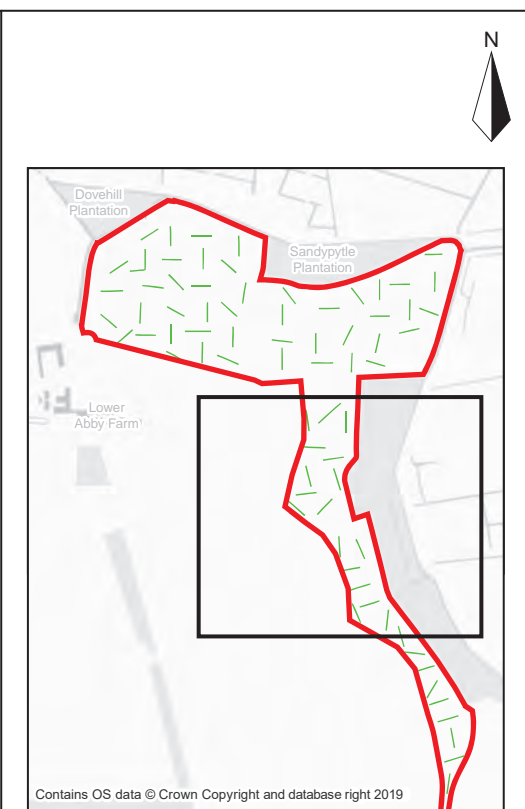 N
Dovehill
Plantation
Sandypytle
Plantation
Lower
Abby Farm
Contains OS data © Crown Copyright and database right 2019